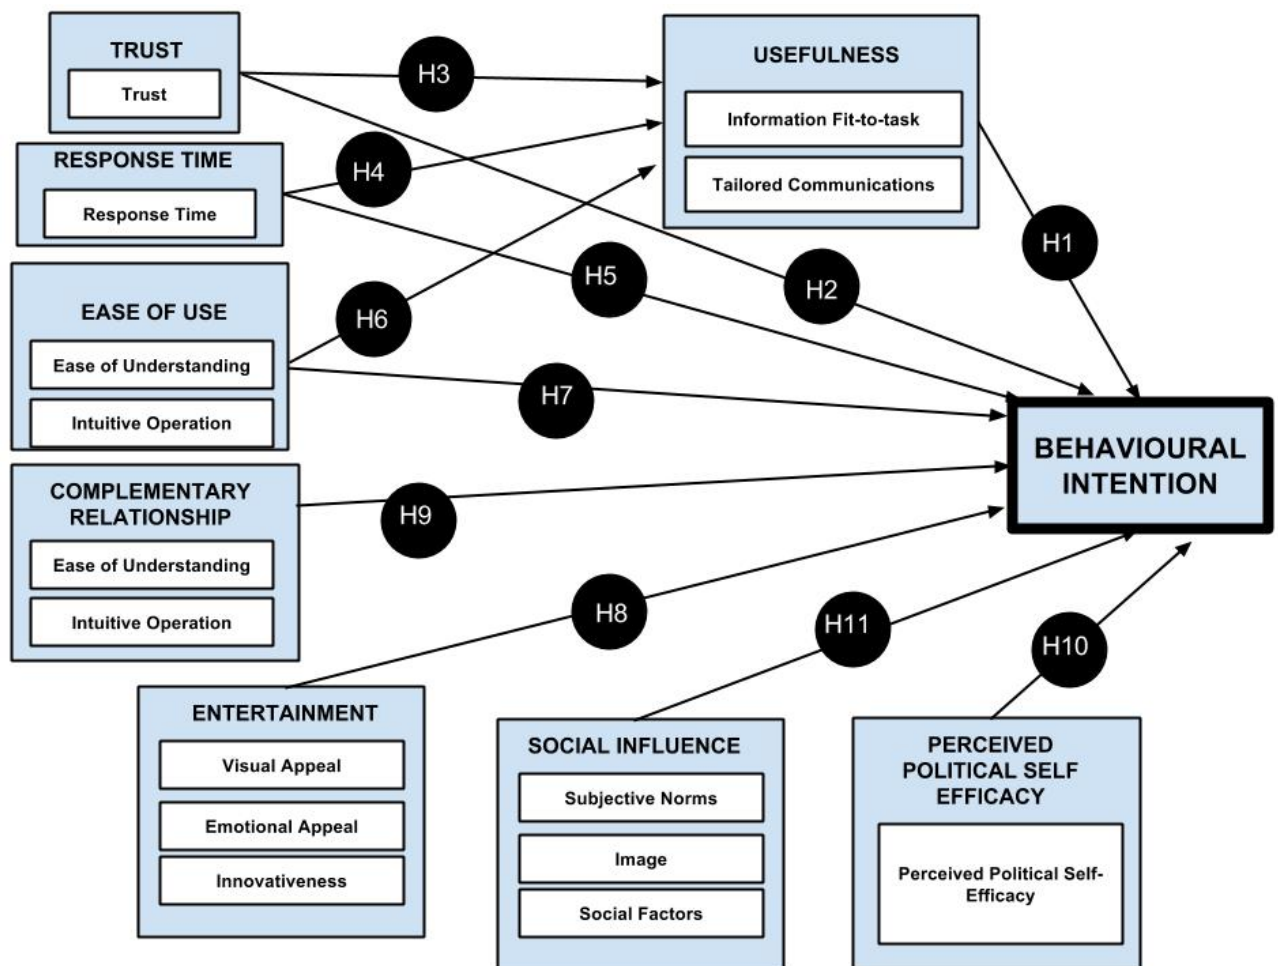 TRUST
Trust
H3
USEFULNESS
Information Fit-to-task
Tailored Communications
RESPONSE TIME
Response Time
H4
H1
H5
H2
EASE OF USE
Ease of Understanding
Intuitive Operation
H6
H7
BEHAVIOURAL
INTENTION
COMPLEMENTARY
RELATIONSHIP
Ease of Understanding
Intuitive Operation
H9
H8
H11
H10
ENTERTAINMENT
Visual Appeal
Emotional Appeal
Innovativeness
SOCIAL INFLUENCE
Subjective Norms
Image
Social Factors
PERCEIVED
POLITICAL SELF
EFFICACY
Perceived Political Self-
Efficacy